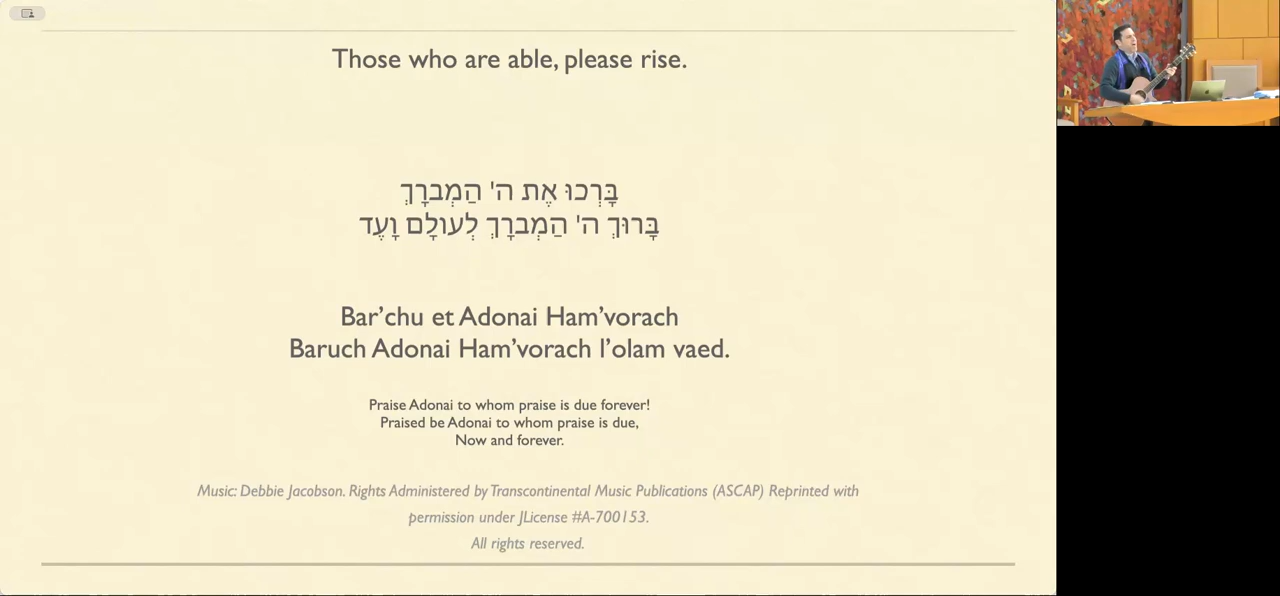 Those who are able, please rise.
בָּרְכוּ אֶת ה' הַמְברָךְ
בָּרוּךְ ה' הַמְברָךְ לְעולָם וָעֶד
Bar’chu et Adonai Ham’vorach
Baruch Adonai Ham’vorach l’olam vaed.
Praise Adonai to whom praise is due forever!
Praised be Adonai to whom praise is due,
Now and forever.
Music: Debbie Jacobson. Rights Administered by Transcontinental Music Publications (ASCAP) Reprinted with
permission under JLicense #A-700153.
All rights reserved.